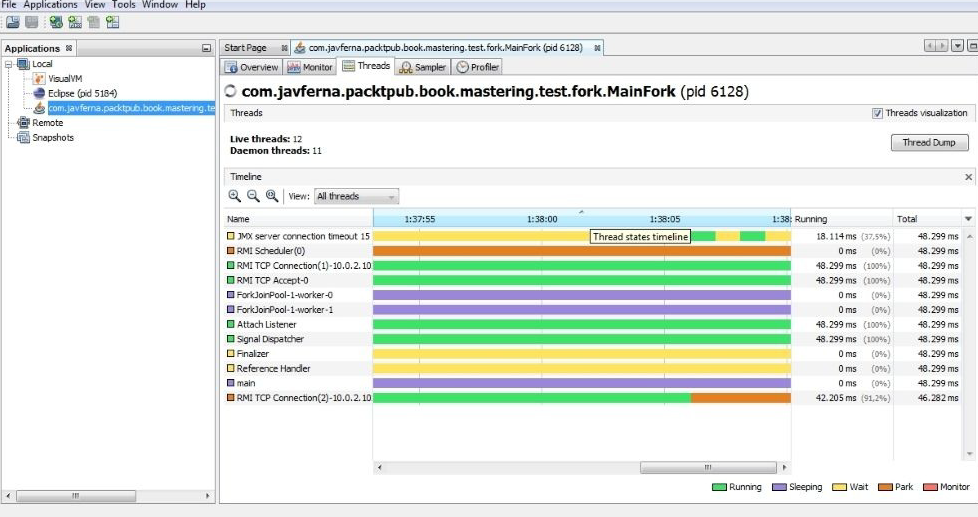 File Applications View Tools Window Help
Applications
Local
VisualVM
Eclipse (pid 5184)
com.javferna.packtpub.book.mastering.te
Remote
Snapshots
Start Page
com.javferna.packtpub.book.mastering.test.fork.MainFork (pid 6128)
Overview Monitor Threads Sampler Profiler
com.javferna.packtpub.book.mastering.test.fork.MainFork (pid 6128)
Threads
Threads visualization
Live threads: 12
Daemon threads: 11
Thread Dump
Timeline
View: All threads
Name 1:37:55 1:38:00 1:38:05 1:38: Running Total
JMX server connection timeout 15 18.114 ms (37,5%) 48.299 ms
Thread states timeline
RMI Scheduler(0) 0 ms (0%) 48.299 ms
RMI TCP Connection(1)-10.0.2.10 48.299 ms (100%) 48.299 ms
RMI TCP Accept-0 48.299 ms (100%) 48.299 ms
ForkJoinPool-1-worker-0 0 ms (0%) 48.299 ms
ForkJoinPool-1-worker-1 0 ms (0%) 48.299 ms
Attach Listener 48.299 ms (100%) 48.299 ms
Signal Dispatcher 48.299 ms (100%) 48.299 ms
Finalizer 0 ms (0%) 48.299 ms
Reference Handler 0 ms (0%) 48.299 ms
main 0 ms (0%) 48.299 ms
RMI TCP Connection(2)-10.0.2.10 42.205 ms (91,2%) 46.282 ms
Running Sleeping Wait Park Monitor